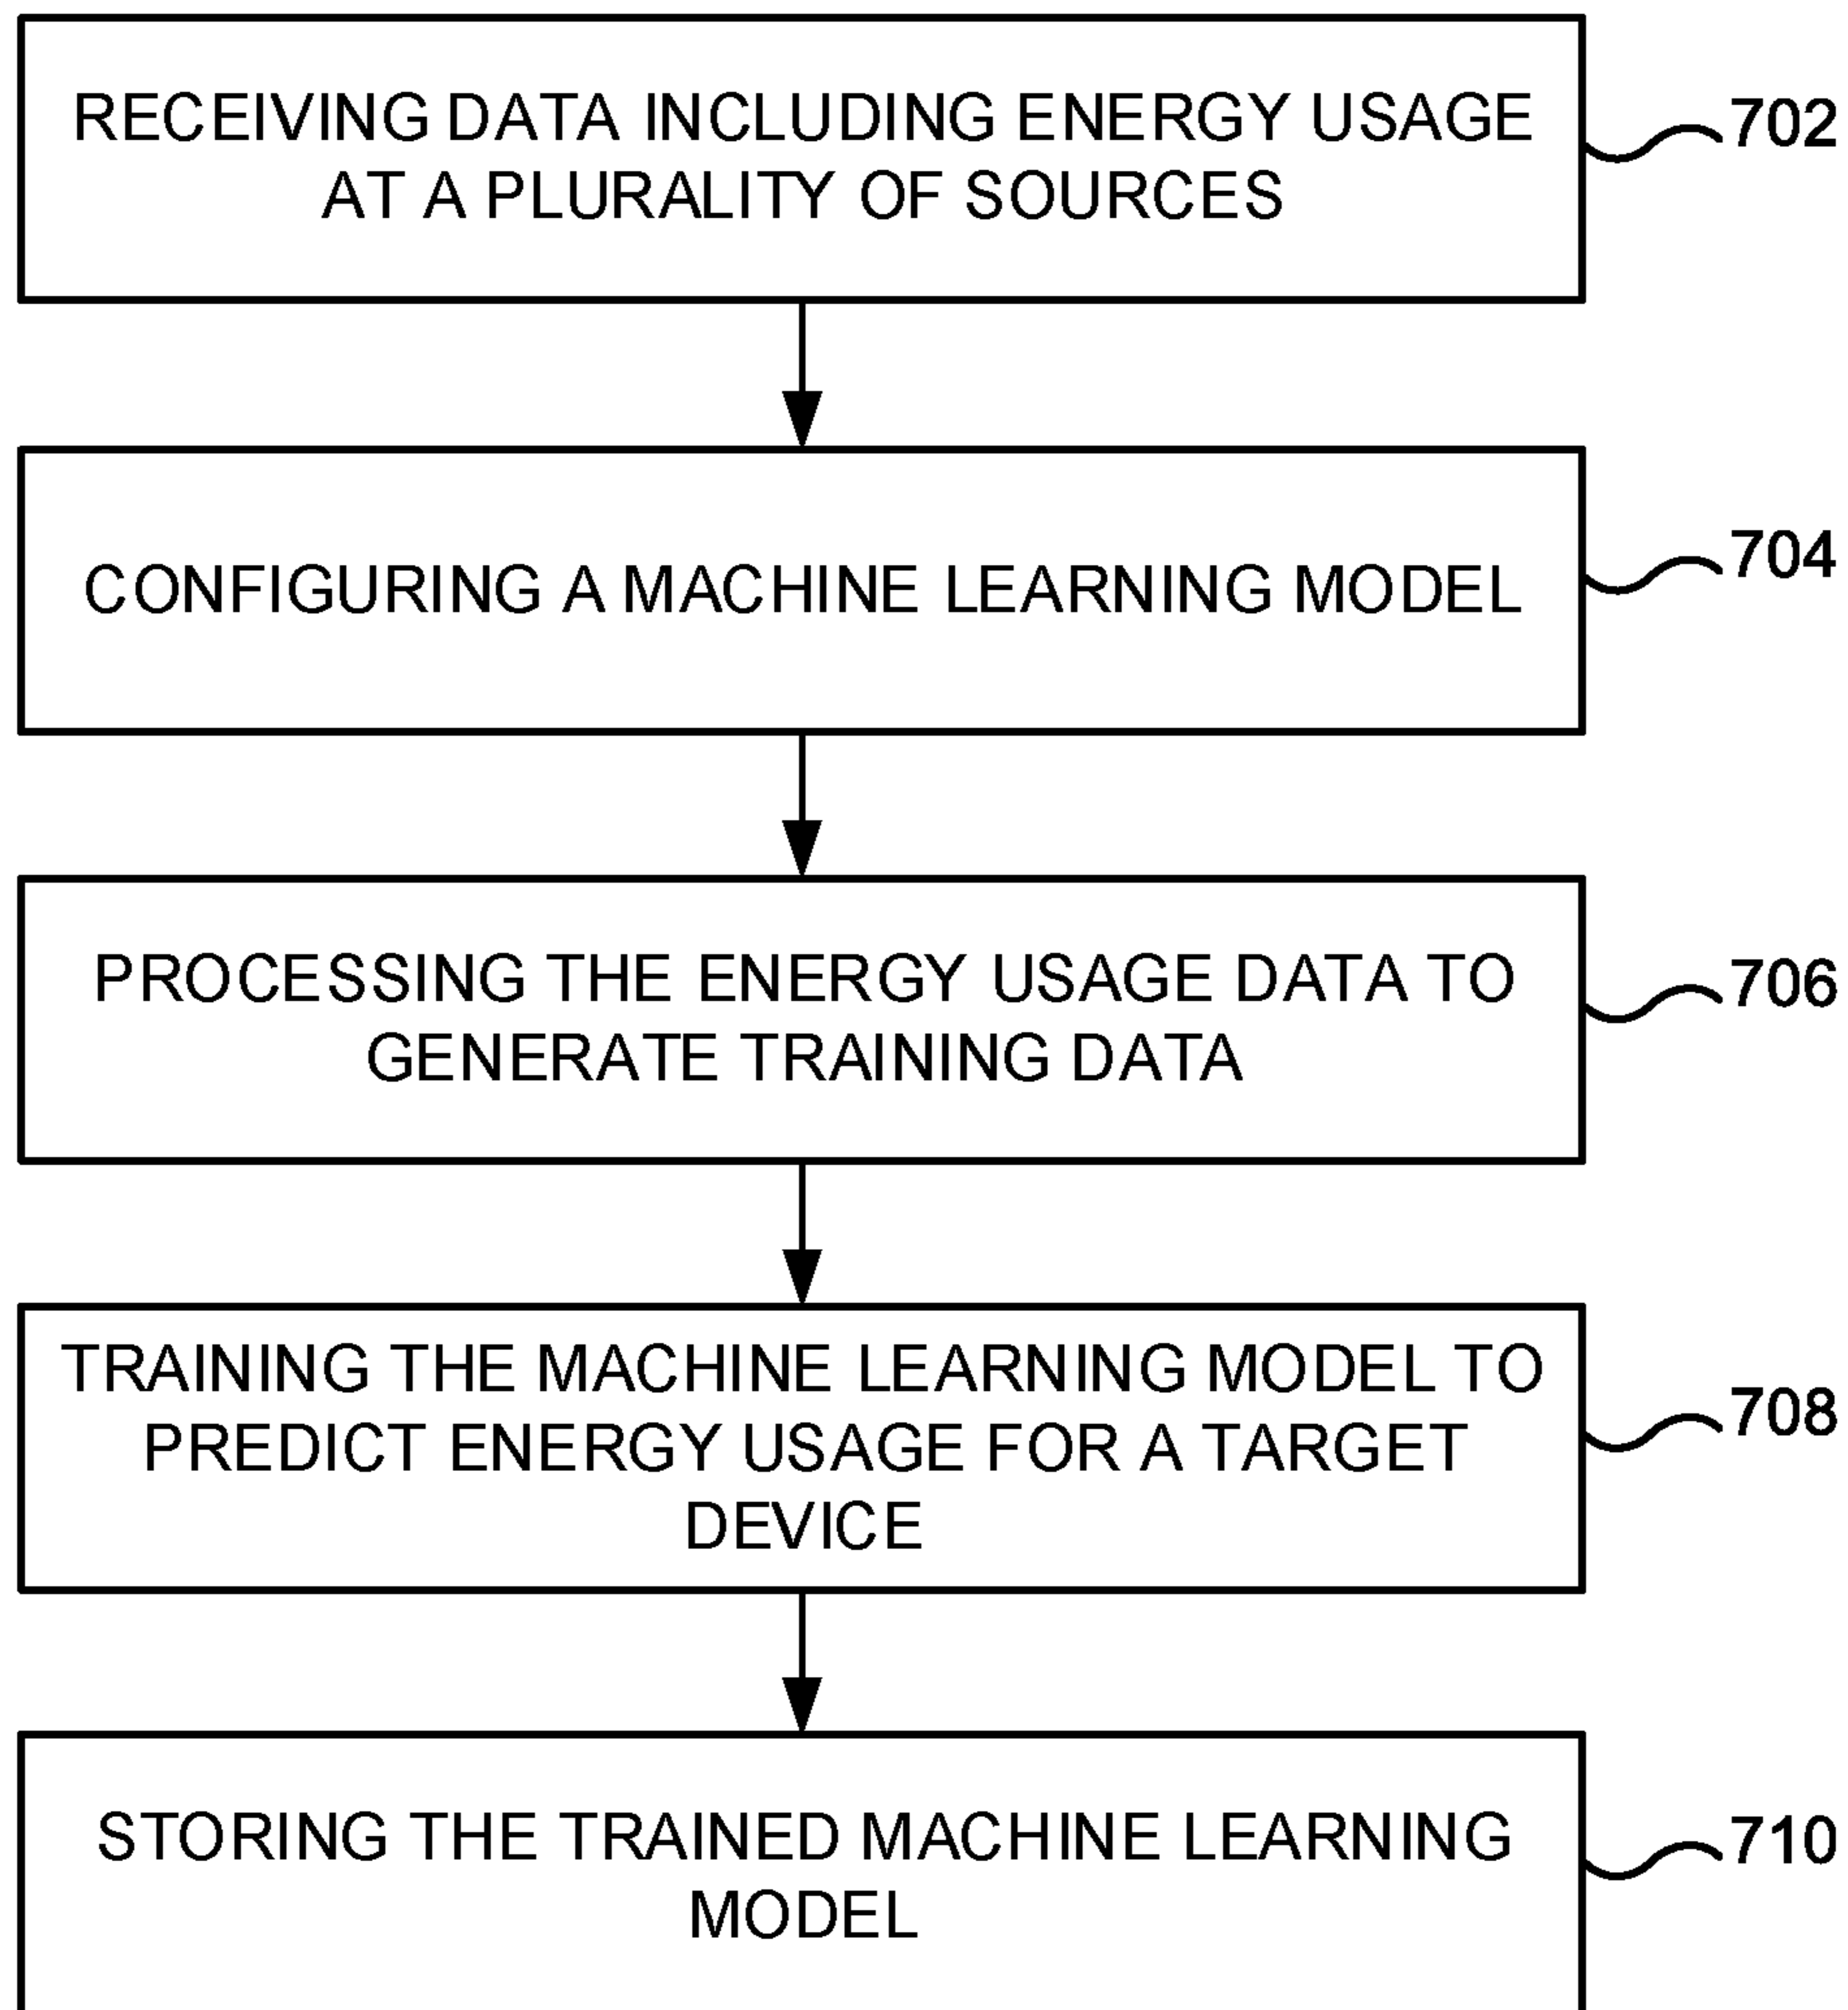 RECEIVING DATA INCLUDING ENERGY USAGE
AT A PLURALITY OF SOURCES
702
CONFIGURING A MACHINE LEARNING MODEL
704
PROCESSING THE ENERGY USAGE DATA TO
GENERATE TRAINING DATA
706
TRAINING THE MACHINE LEARNING MODEL TO
PREDICT ENERGY USAGE FOR A TARGET
DEVICE
708
STORING THE TRAINED MACHINE LEARNING
MODEL
710